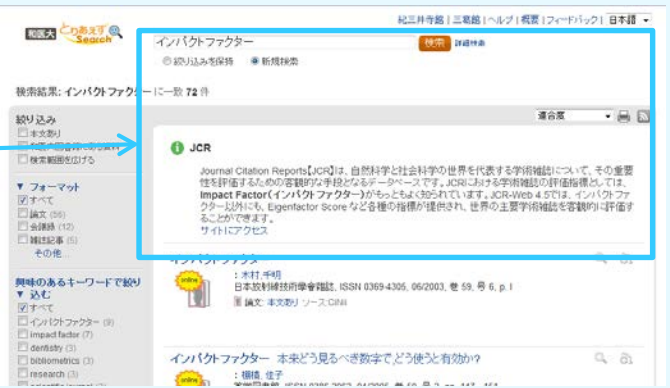 紀三井寺館 | 三葛館 | ヘルプ | 概要 | フィードバック | 日本語
和医大 とりあえず Search
インパクトファクター 検索 詳細検索
絞り込みを保持 新規検索
検索結果: インパクトファクター に一致 72 件
適合度
絞り込み
本文あり
検索範囲を広げる
フォーマット
すべて
論文 (56)
会議録 (12)
雑誌記事 (5)
その他...
興味のあるキーワードで絞り込む
すべて
インパクトファクター (9)
impact factor (7)
dentistry (3)
bibliometrics (3)
research (3)
JCR
Journal Citation Reports【JCR】は、自然科学と社会科学の世界を代表する学術雑誌について、その重要
性を評価するための客観的な手段となるデータベースです。JCRにおける学術雑誌の評価指標としては、
Impact Factor(インパクトファクター)がもっともよく知られています。JCR-Web 4.5では、インパクトファ
クター以外にも、Eigenfactor Score など各種の指標が提供され、世界の主要学術雑誌を客観的に評価す
ることができます。
サイトにアクセス
インパクトファクタ
online
: 木村,千明
日本放射線技術學會雜誌, ISSN 0369-4305, 06/2003, 巻 59, 号 6, p. 1
論文: 本文あり ソース:CiNii
インパクトファクター 本来どう見るべき数字で,どう使うと有効か?
online
佳子